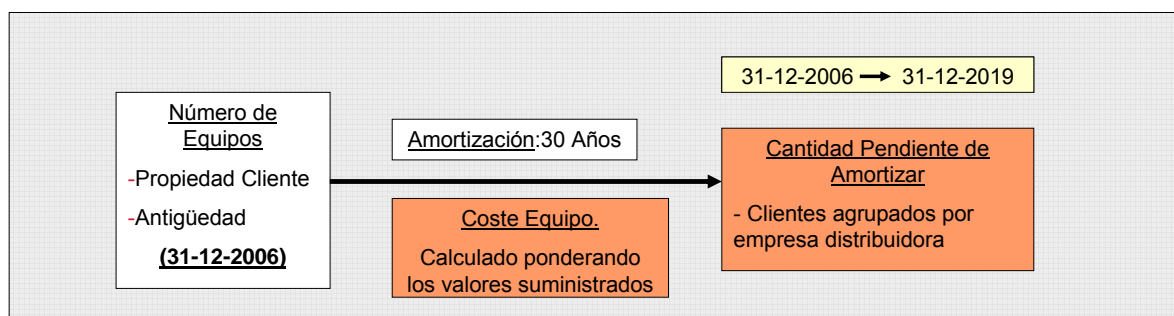 31-12-2006 → 31-12-2019
Número de
Equipos
-Propiedad Cliente
-Antigüedad
(31-12-2006)
Amortización:30 Años
Coste Equipo.
Calculado ponderando
los valores suministrados
Cantidad Pendiente de
Amortizar
- Clientes agrupados por
empresa distribuidora